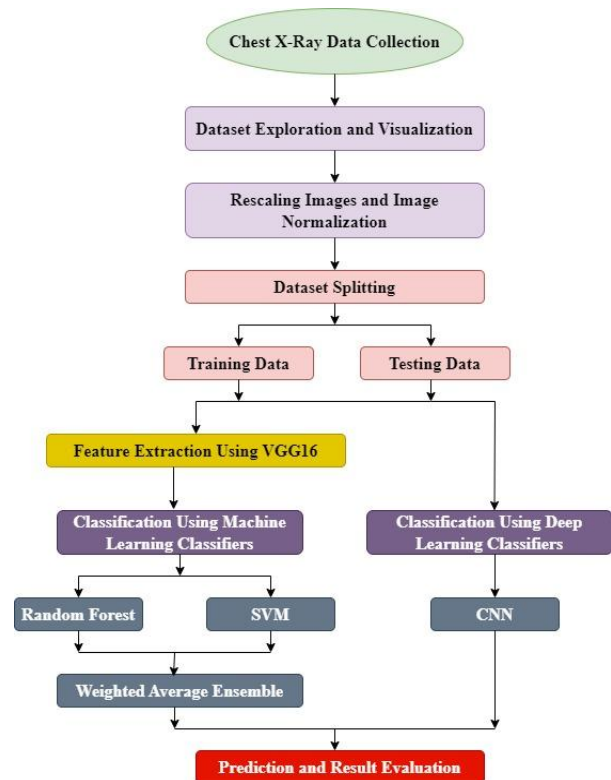 Chest X-Ray Data Collection
Dataset Exploration and Visualization
Rescaling Images and Image
Normalization
Dataset Splitting
Training Data
Testing Data
Feature Extraction Using VGG16
Classification Using Machine
Learning Classifiers
Classification Using Deep
Learning Classifiers
Random Forest
SVM
CNN
Weighted Average Ensemble
Prediction and Result Evaluation